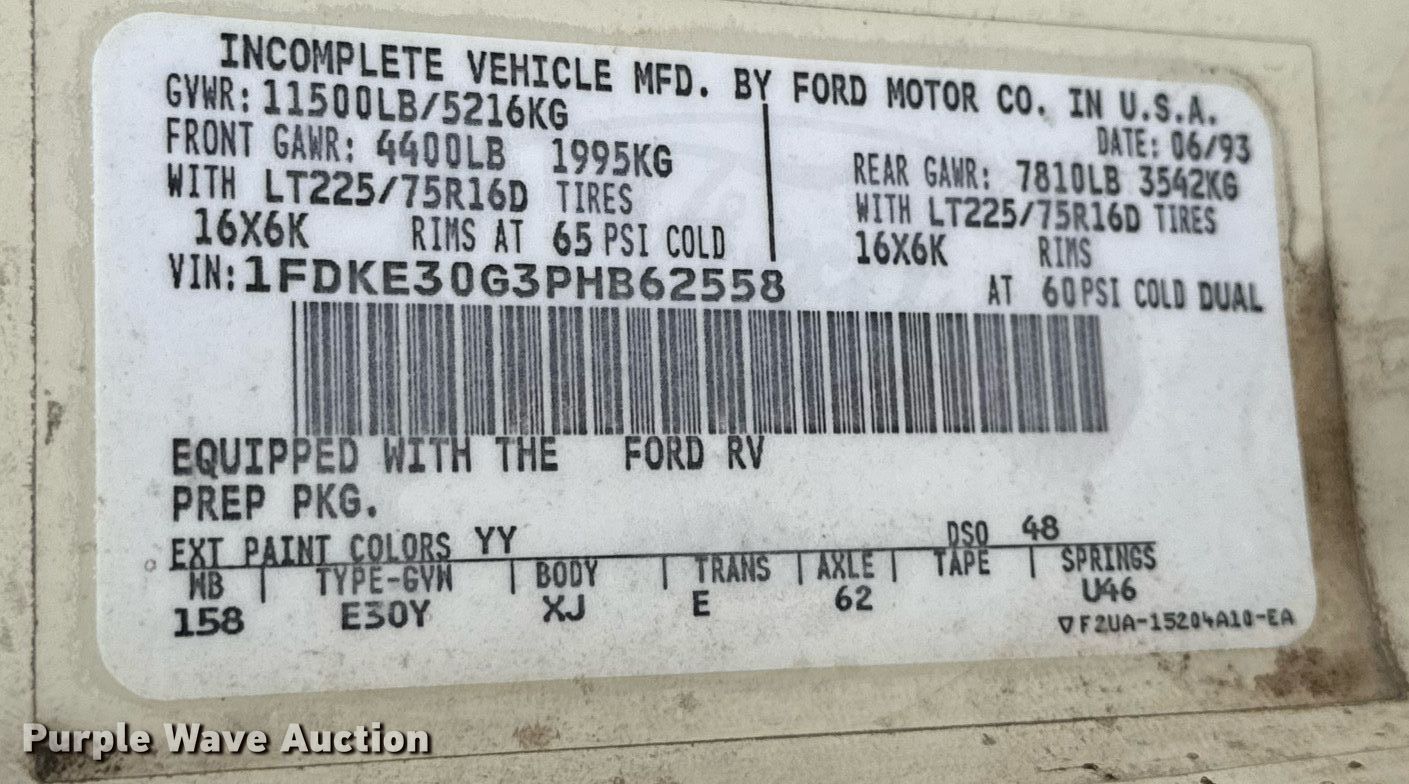 INCOMPLETE VEHICLE MFD. BY FORD MOTOR CO. IN U.S.A.
GVWR: 11500LB/5216KG
DATE: 06/93
FRONT GAWR: 4400LB 1995KG
WITH LT225/75R16D TIRES
16X6K RIMS AT 65 PSI COLD
REAR GAWR: 7810LB 3542KG
WITH LT225/75R16D TIRES
16X6K RIMS
AT 60PSI COLD DUAL
VIN: 1FDKE30G3PHB62558
EQUIPPED WITH THE FORD RV
PREP PKG.
EXT PAINT COLORS YY DSO 48
WB | TYPE-GVW | BODY | TRANS | AXLE | TAPE | SPRINGS
158 E30Y XJ E 62 U46
▽F2UA-15204A10-EA
Purple Wave Auction